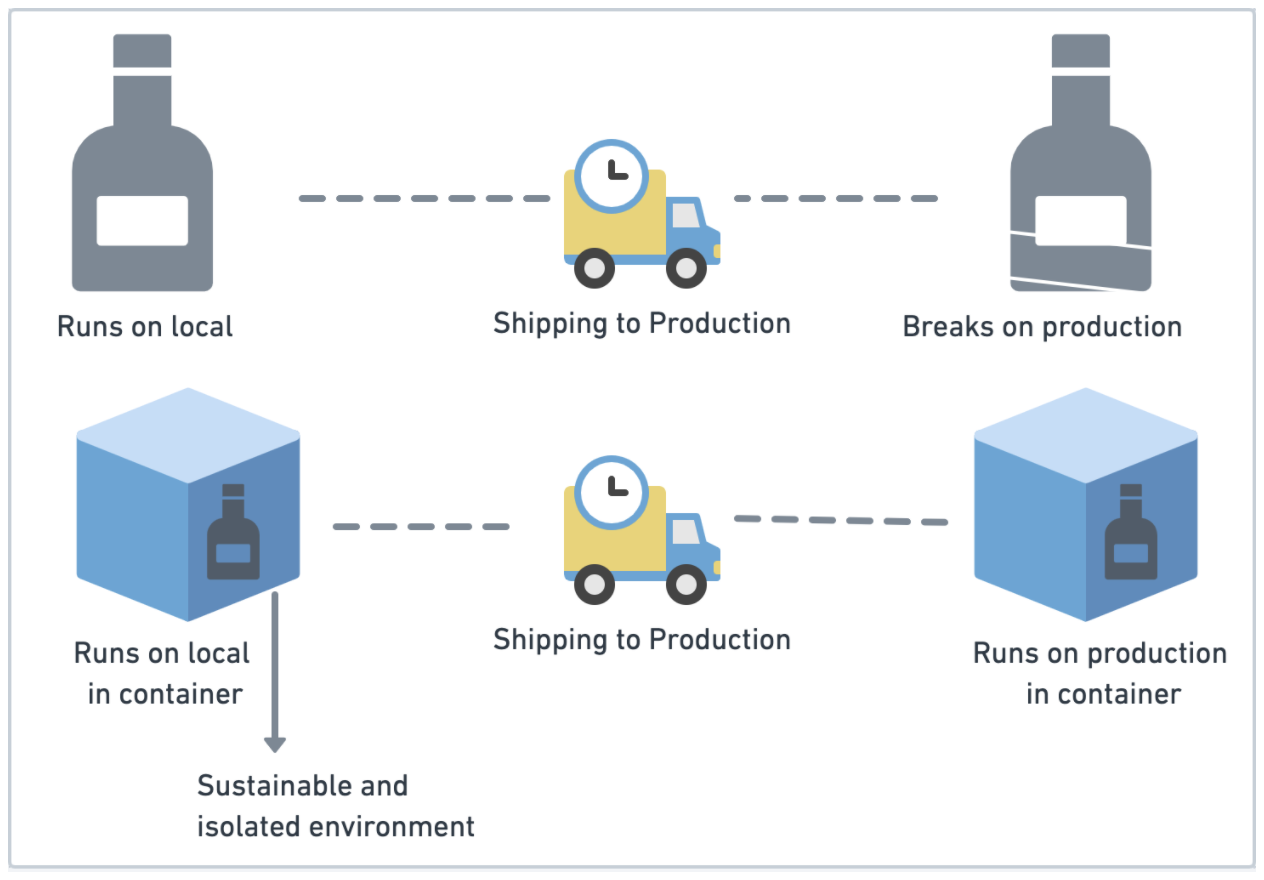 Runs on local
Shipping to Production
Breaks on production
Runs on local
in container
Shipping to Production
Runs on production
in container
Sustainable and
isolated environment